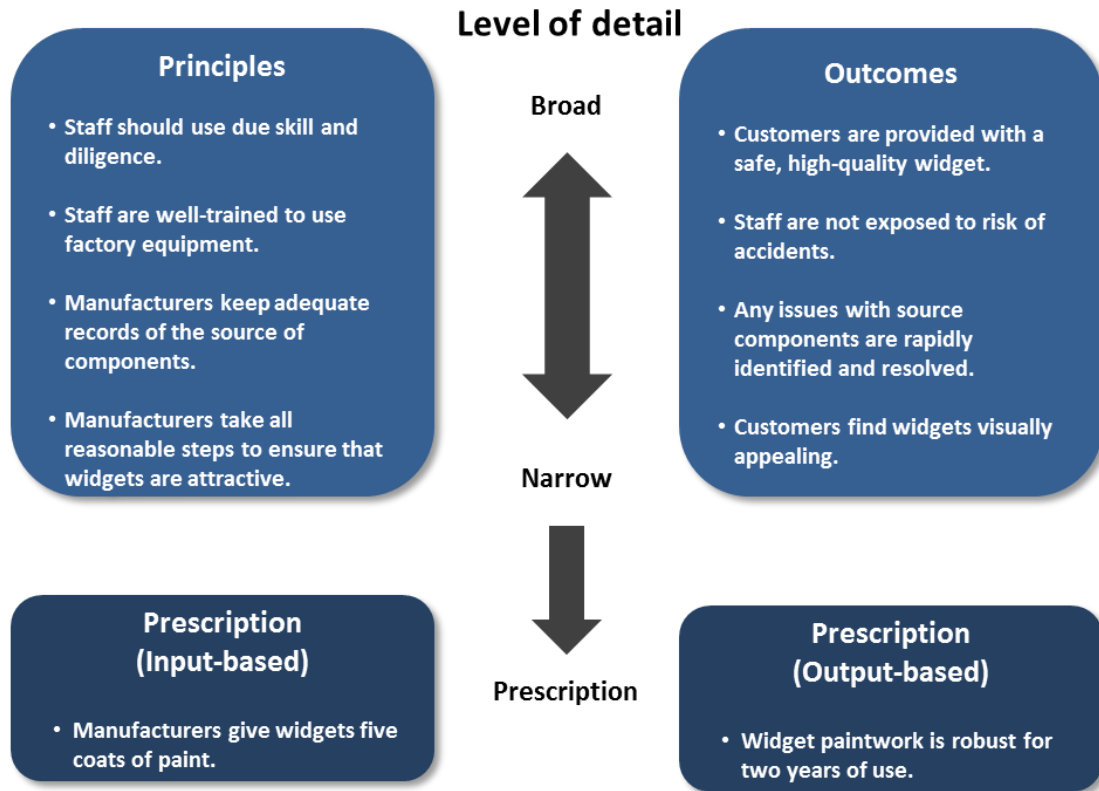 Level of detail
Principles
• Staff should use due skill and
diligence.
• Staff are well-trained to use
factory equipment.
• Manufacturers keep adequate
records of the source of
components.
• Manufacturers take all
reasonable steps to ensure that
widgets are attractive.
Broad
Narrow
Prescription
Outcomes
• Customers are provided with a
safe, high-quality widget.
• Staff are not exposed to risk of
accidents.
• Any issues with source
components are rapidly
identified and resolved.
• Customers find widgets visually
appealing.
Prescription
(Input-based)
• Manufacturers give widgets five
coats of paint.
Prescription
(Output-based)
• Widget paintwork is robust for
two years of use.